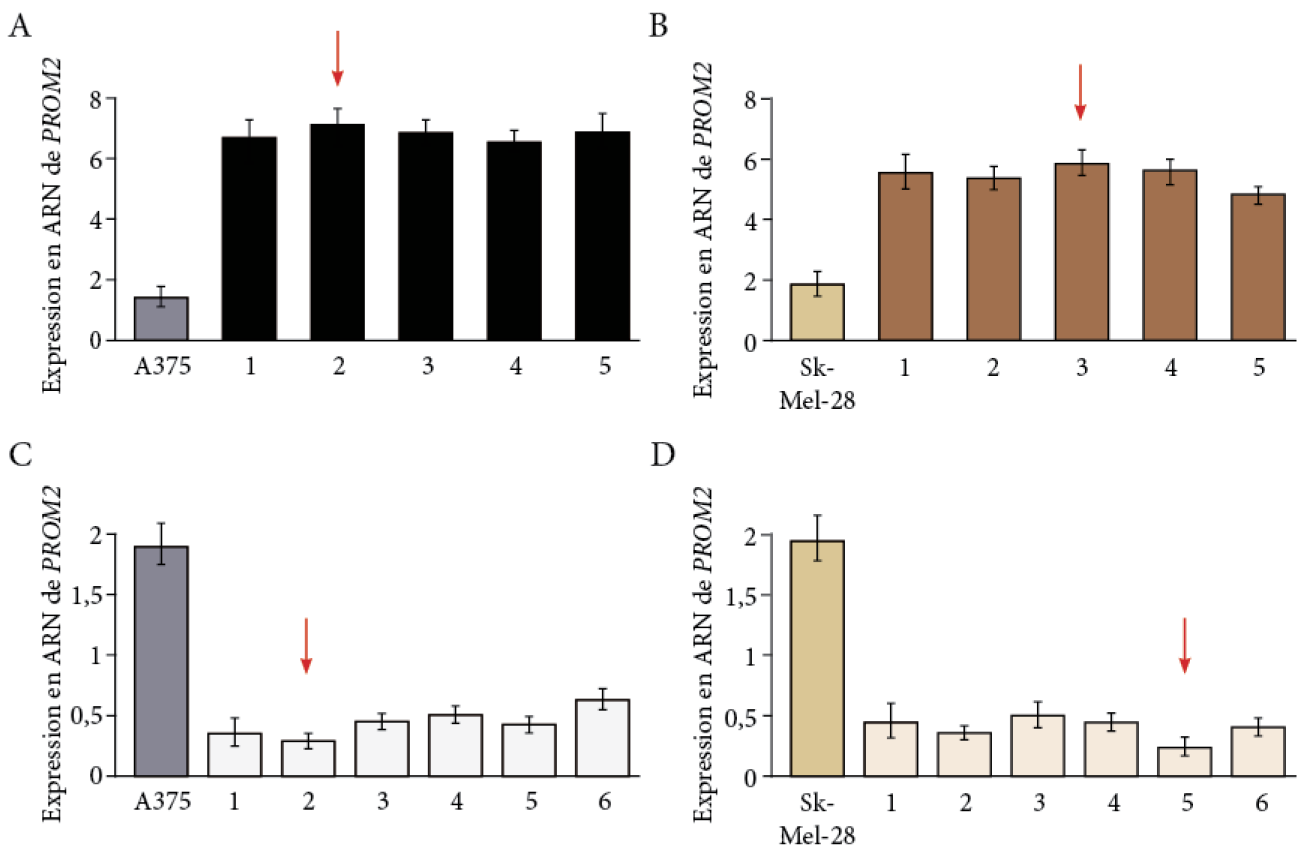 A
Expression en ARN de PROM2
8
6
4
2
0
A375 1 2 3 4 5
B
Expression en ARN de PROM2
8
6
4
2
0
Sk-
Mel-28
1 2 3 4 5
C
Expression en ARN de PROM2
2
1,5
1
0,5
0
A375 1 2 3 4 5 6
D
Expression en ARN de PROM2
2
1,5
1
0,5
0
Sk-
Mel-28
1 2 3 4 5 6